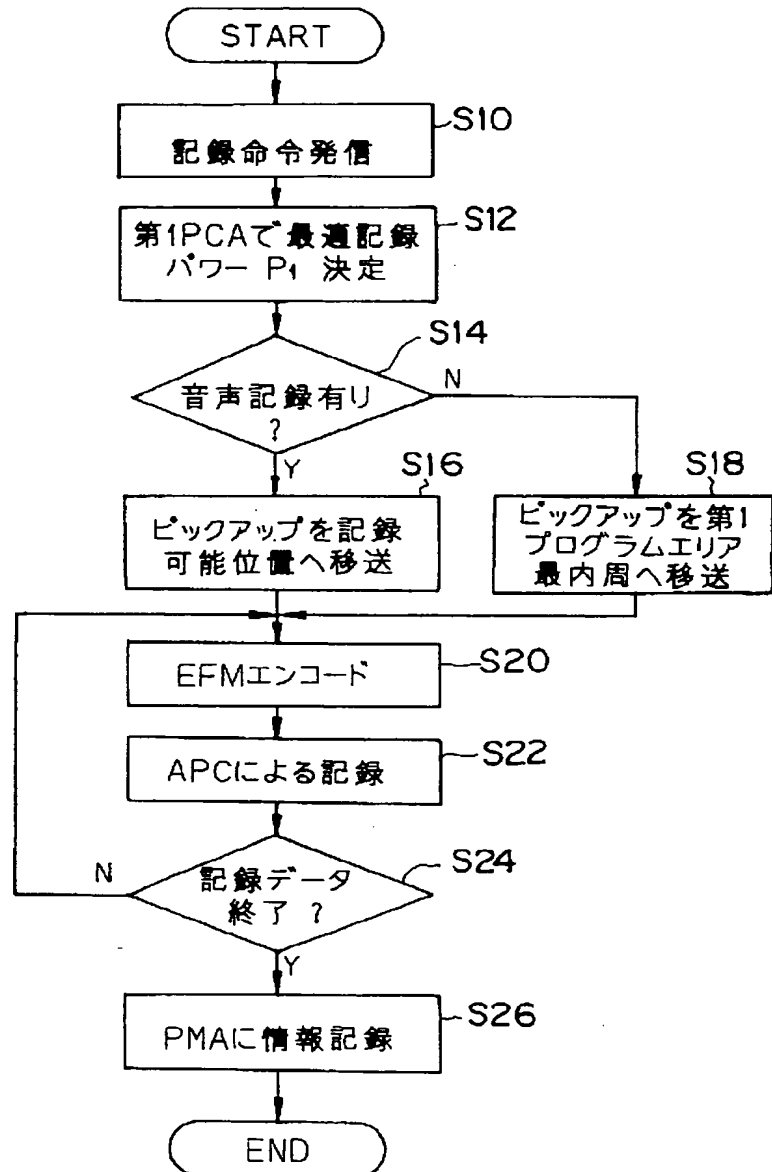 START
S10
記録命令発信
S12
第1PCAで最適記録
パワー P1 決定
S14
音声記録有り
?
N
Y
S16
ピックアップを記録
可能位置へ移送
S18
ピックアップを第1
プログラムエリア
最内周へ移送
S20
EFMエンコード
S22
APCによる記録
S24
記録データ
終了 ?
N
Y
S26
PMAに情報記録
END